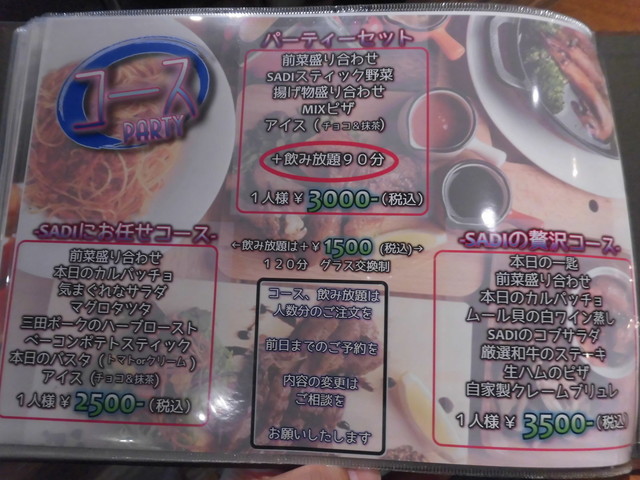 コース
PARTY
パーティーセット
前菜盛り合わせ
SADIスティック野菜
揚げ物盛り合わせ
MIXピザ
アイス（チョコ＆抹茶）
＋飲み放題９０分
１人様￥3000-（税込）
←飲み放題は＋￥1500（税込）→
１２０分　グラス交換制
-SADIにお任せコース-
前菜盛り合わせ
本日のカルパッチョ
気まぐれなサラダ
マグロタツタ
三田ポークのハーブロースト
ベーコンポテトスティック
本日のパスタ（トマトorクリーム）
アイス（チョコ＆抹茶）
１人様￥2500-（税込）
コース、飲み放題は
人数分のご注文を
前日までのご予約を
内容の変更は
ご相談を
お願いしたします
-SADIの贅沢コース-
本日の一匙
前菜盛り合わせ
本日のカルパッチョ
ムール貝の白ワイン蒸し
SADIのコブサラダ
厳選和牛のステーキ
生ハムのピザ
自家製クレームブリュレ
１人様￥3500-（税込）